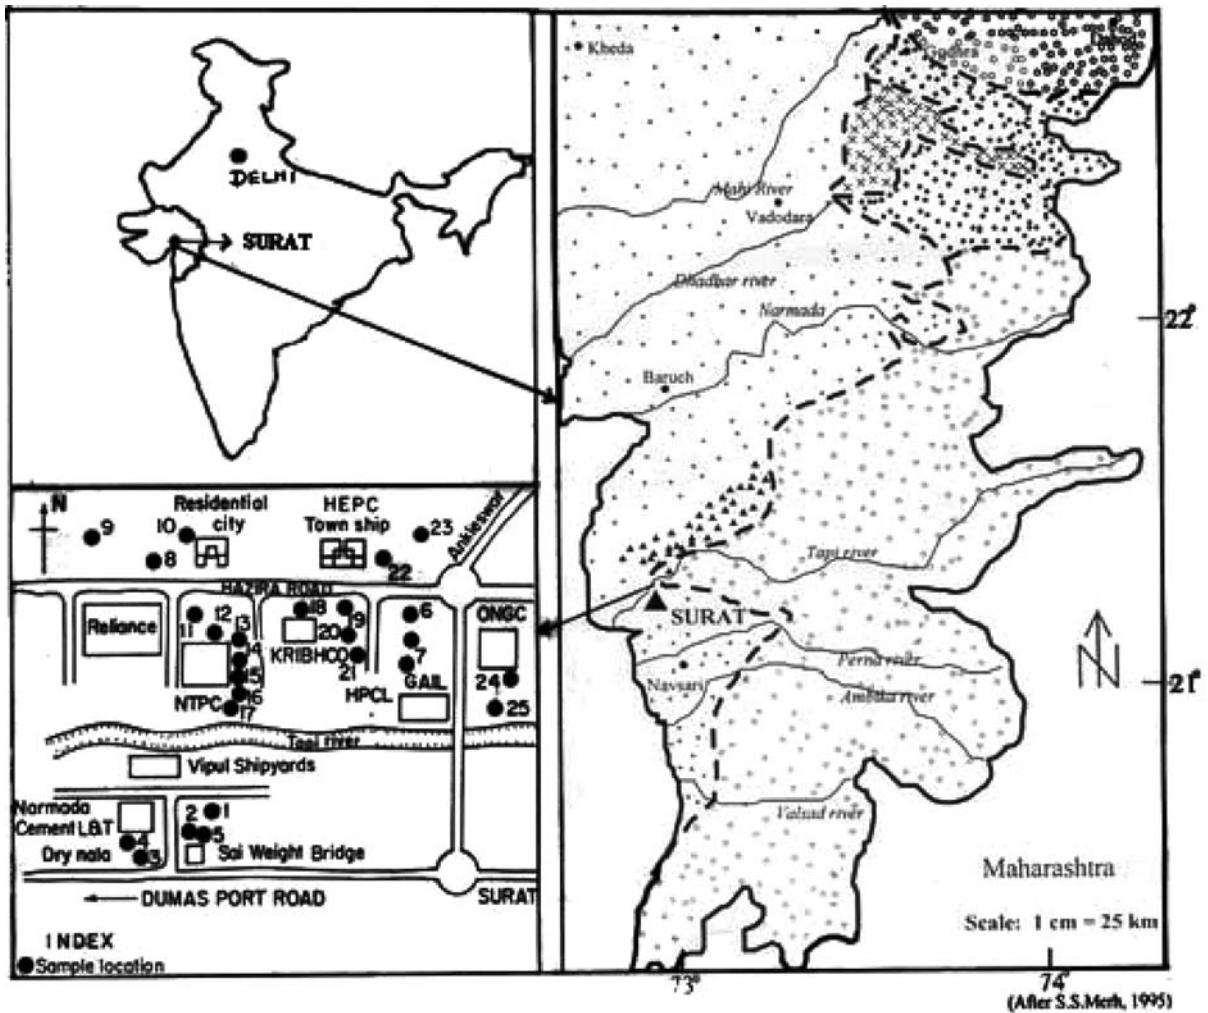 DELHI
SURAT
N
9
10
Residential
city
8
HEPC
Town ship
23
22
Ankleswar
HAZIRA ROAD
Reliance
11
12
13
14
15
16
17
NTPC
18
19
20
KRIBHCO
21
HPCL
6
7
GAIL
ONGC
24
25
Tapi river
Vipul Shipyards
Narmada
Cement L&T
4
3
Dry nala
2
1
5
Sai Weight Bridge
DUMAS PORT ROAD
SURAT
INDEX
Sample location
Kheda
Godhra
Mahi River
Vadodara
Dhadhar river
Narmada
22°
Baruch
Tapi river
SURAT
N
Perna river
Navsari
Ambika river
21°
Valsad river
Maharashtra
Scale: 1 cm = 25 km
73°
74°
(After S.S.Merh, 1995)